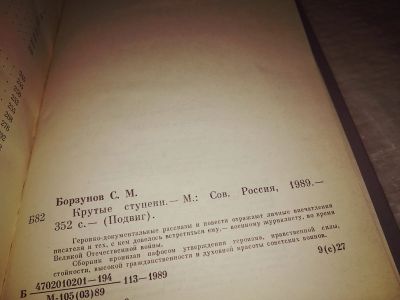 Борзунов С. М.
Б82 Крутые ступени.— М.: Сов. Россия, 1989.—
352 с.— (Подвиг).
Героико-документальные рассказы и повести отражают личные впечатления
писателя и тех, с кем довелось встретиться ему,— военному журналисту, во время
Великой Отечественной войны.
Сборник пронизан пафосом утверждения героизма, нравственной силы,
стойкости, высокой гражданственности и духовной красоты советских воинов.
Б 4702010201—194 113—1989 9(с)27
М-105(03)89